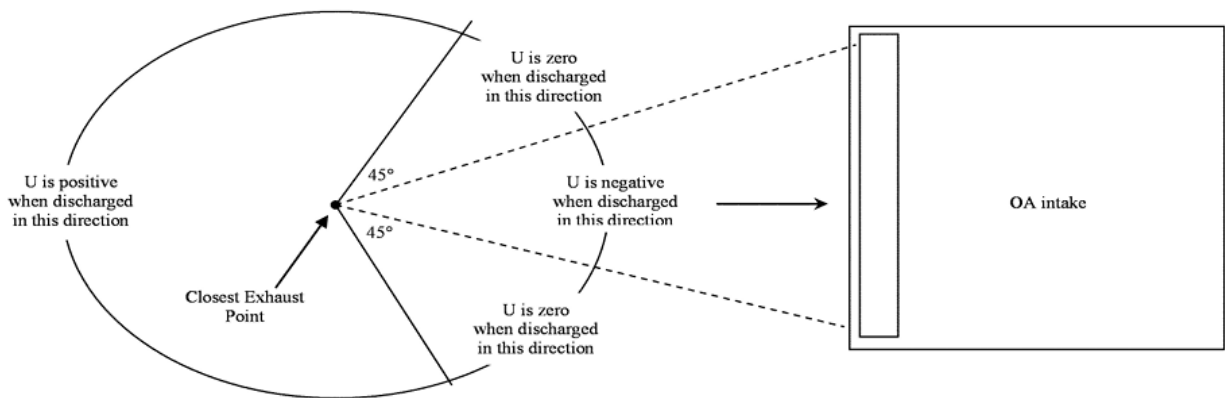 U is zero
when discharged
in this direction
45°
U is positive
when discharged
in this direction
U is negative
when discharged
in this direction
OA intake
45°
Closest Exhaust
Point
U is zero
when discharged
in this direction